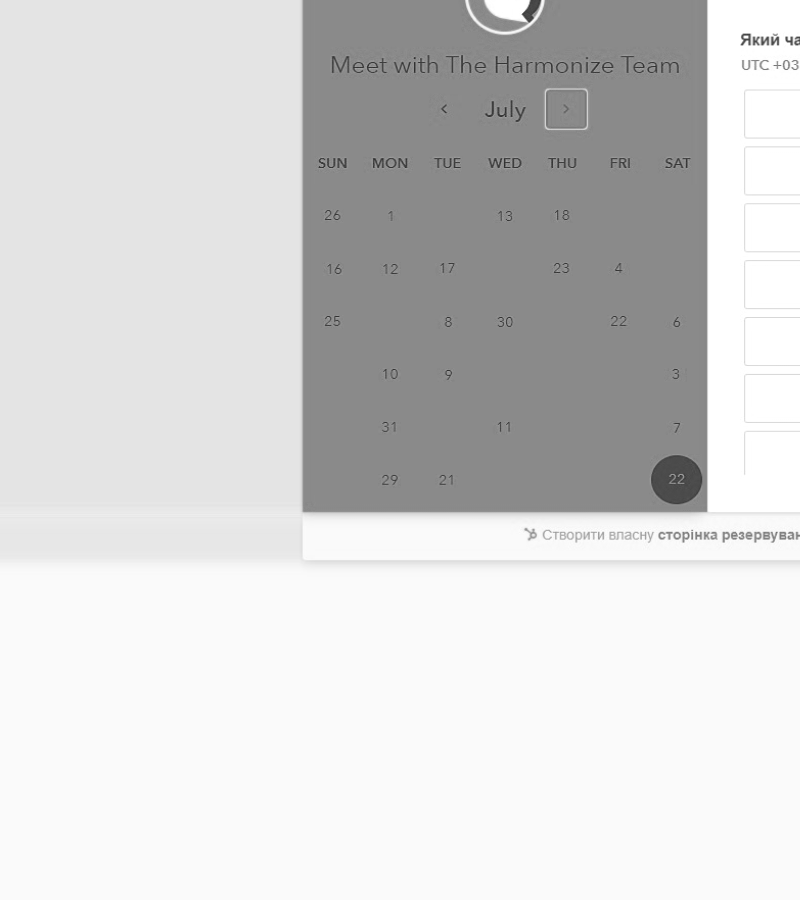 Meet with The Harmonize Team
July
SUN MON TUE WED THU FRI SAT
26 1 13 18
16 12 17 23 4
25 8 30 22 6
10 9 3
31 11 7
29 21 22
Який ча
UTC +03
Створити власну сторінка резервуван